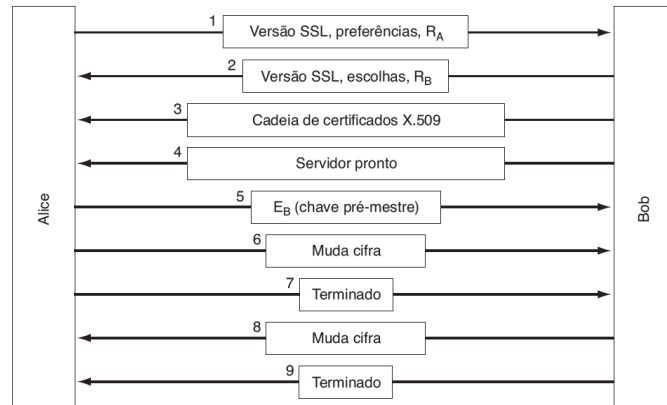 1
Versão SSL, preferências, R_A
2
Versão SSL, escolhas, R_B
3
Cadeia de certificados X.509
4
Servidor pronto
Alice
Bob
5
E_B (chave pré-mestre)
6
Muda cifra
7
Terminado
8
Muda cifra
9
Terminado